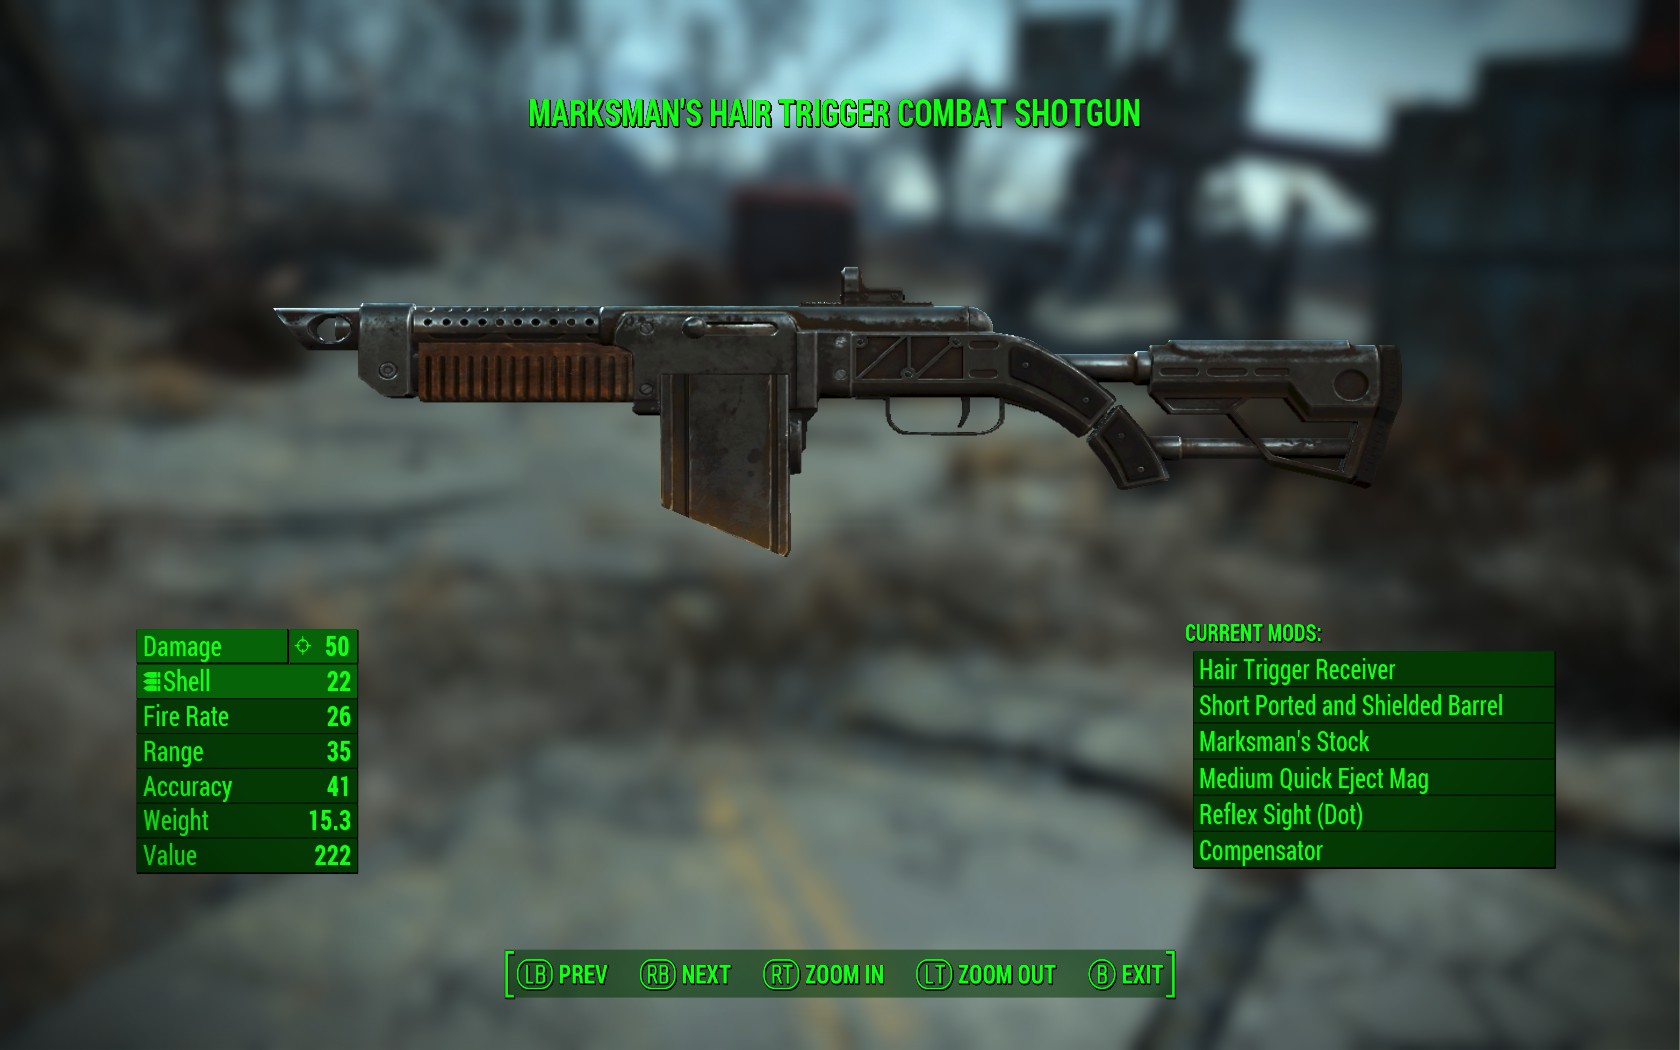 MARKSMAN'S HAIR TRIGGER COMBAT SHOTGUN
Damage 50
Shell 22
Fire Rate 26
Range 35
Accuracy 41
Weight 15.3
Value 222
CURRENT MODS:
Hair Trigger Receiver
Short Ported and Shielded Barrel
Marksman's Stock
Medium Quick Eject Mag
Reflex Sight (Dot)
Compensator
LB PREV RB NEXT RT ZOOM IN LT ZOOM OUT B EXIT